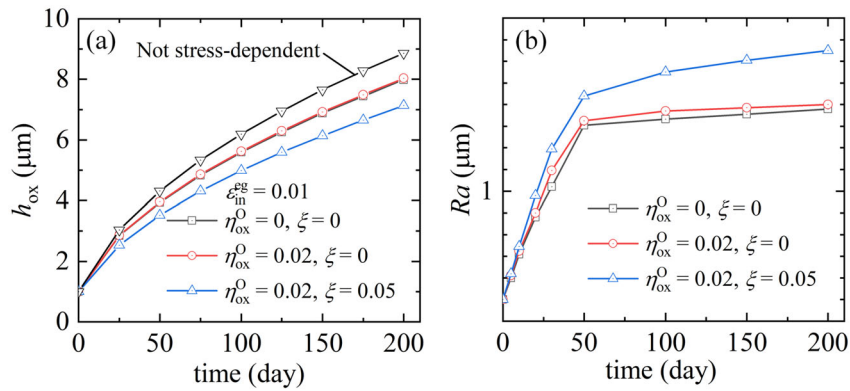 (a)
Not stress-dependent
10
8
6
4
2
0
h_ox (μm)
ε_in^eg = 0.01
η_ox^O = 0, ξ = 0
η_ox^O = 0.02, ξ = 0
η_ox^O = 0.02, ξ = 0.05
0 50 100 150 200
time (day)
(b)
Ra (μm)
1
η_ox^O = 0, ξ = 0
η_ox^O = 0.02, ξ = 0
η_ox^O = 0.02, ξ = 0.05
0 50 100 150 200
time (day)